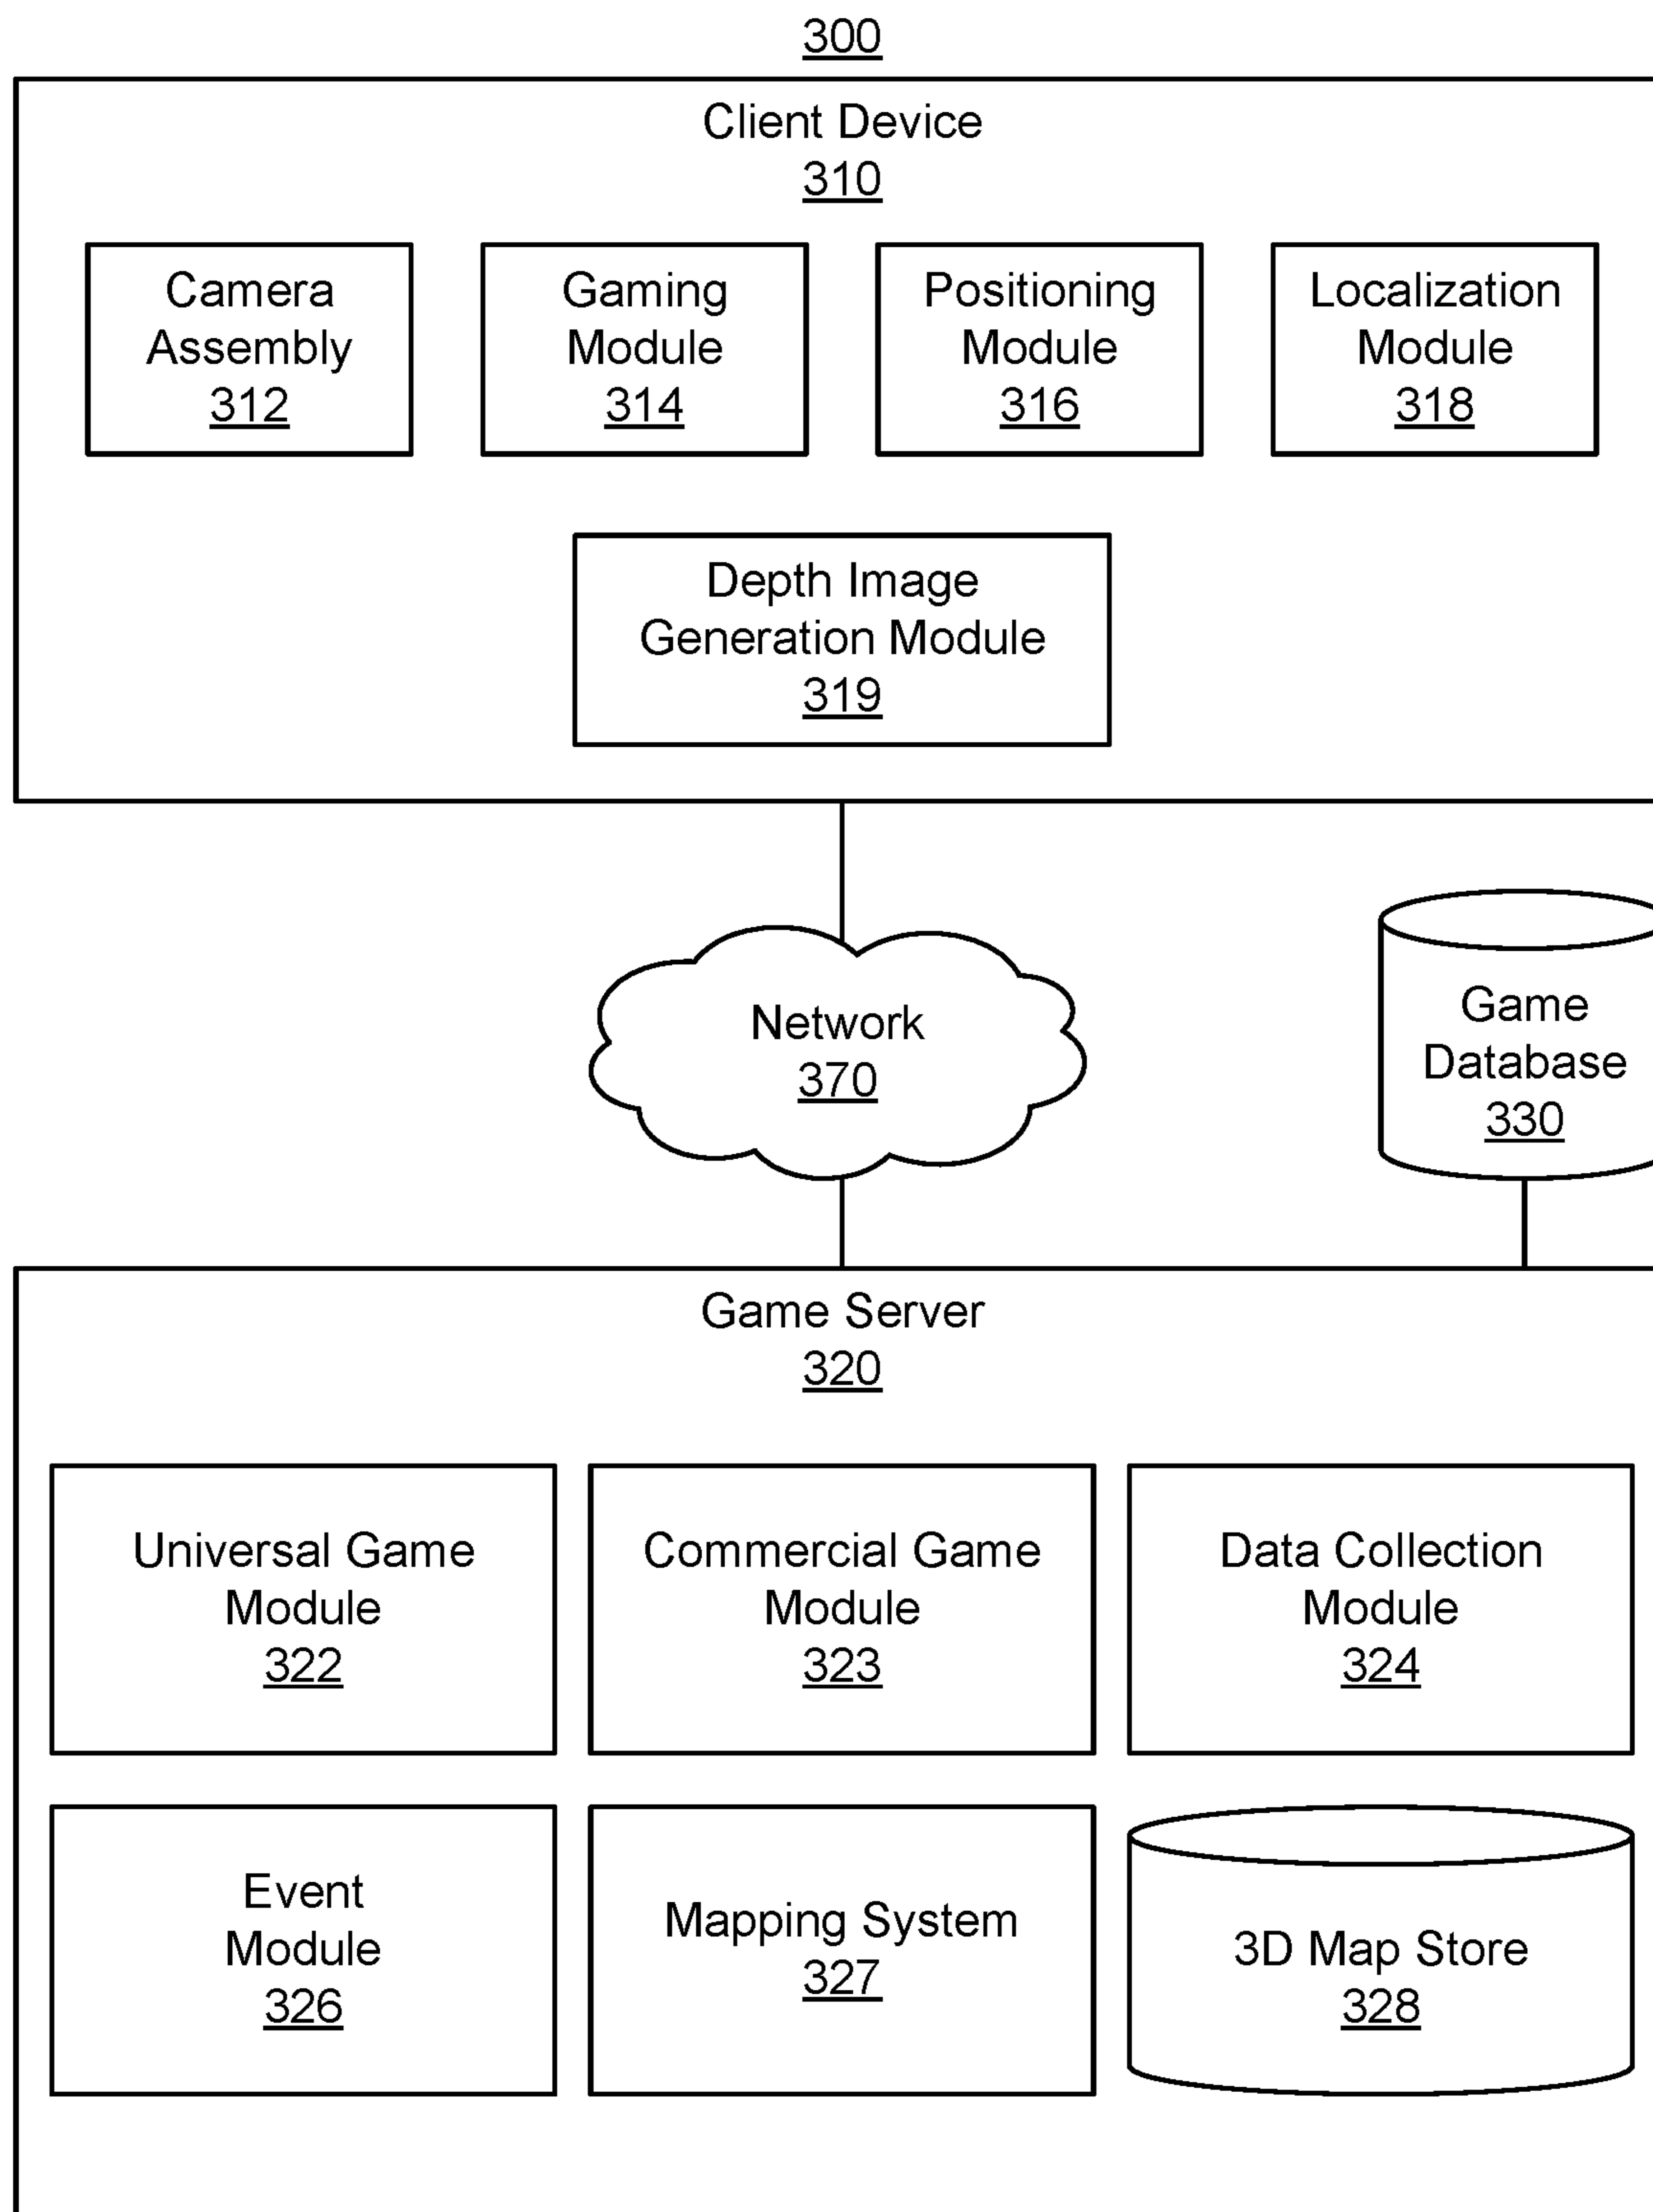 300
Client Device
310
Camera
Assembly
312
Gaming
Module
314
Positioning
Module
316
Localization
Module
318
Depth Image
Generation Module
319
Network
370
Game
Database
330
Game Server
320
Universal Game
Module
322
Commercial Game
Module
323
Data Collection
Module
324
Event
Module
326
Mapping System
327
3D Map Store
328